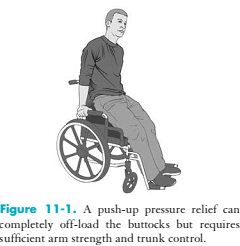 Figure 11-1. A push-up pressure relief can
completely off-load the buttocks but requires
sufficient arm strength and trunk control.